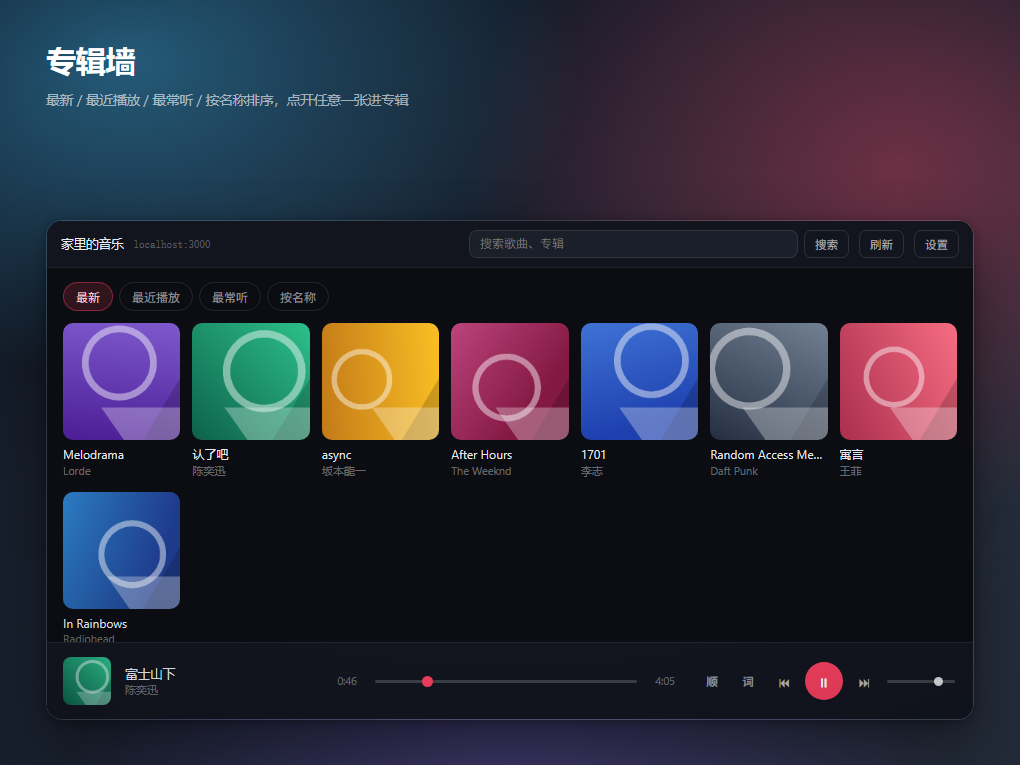 专辑墙
最新 / 最近播放 / 最常听 / 按名称排序，点开任意一张进专辑
家里的音乐 localhost:3000 搜索歌曲、专辑 搜索 刷新 设置
最新 最近播放 最常听 按名称
Melodrama 认了吧 async After Hours 1701 Random Access Me... 寓言
Lorde 陈奕迅 坂本龍一 The Weeknd 李志 Daft Punk 王菲
In Rainbows
Radiohead
富士山下
陈奕迅
0:46 4:05 顺 词